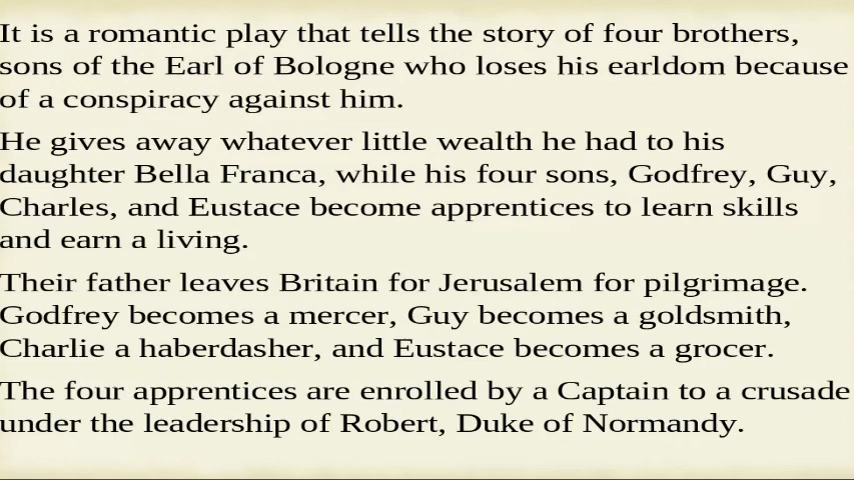 It is a romantic play that tells the story of four brothers,
sons of the Earl of Bologne who loses his earldom because
of a conspiracy against him.
He gives away whatever little wealth he had to his
daughter Bella Franca, while his four sons, Godfrey, Guy,
Charles, and Eustace become apprentices to learn skills
and earn a living.
Their father leaves Britain for Jerusalem for pilgrimage.
Godfrey becomes a mercer, Guy becomes a goldsmith,
Charlie a haberdasher, and Eustace becomes a grocer.
The four apprentices are enrolled by a Captain to a crusade
under the leadership of Robert, Duke of Normandy.